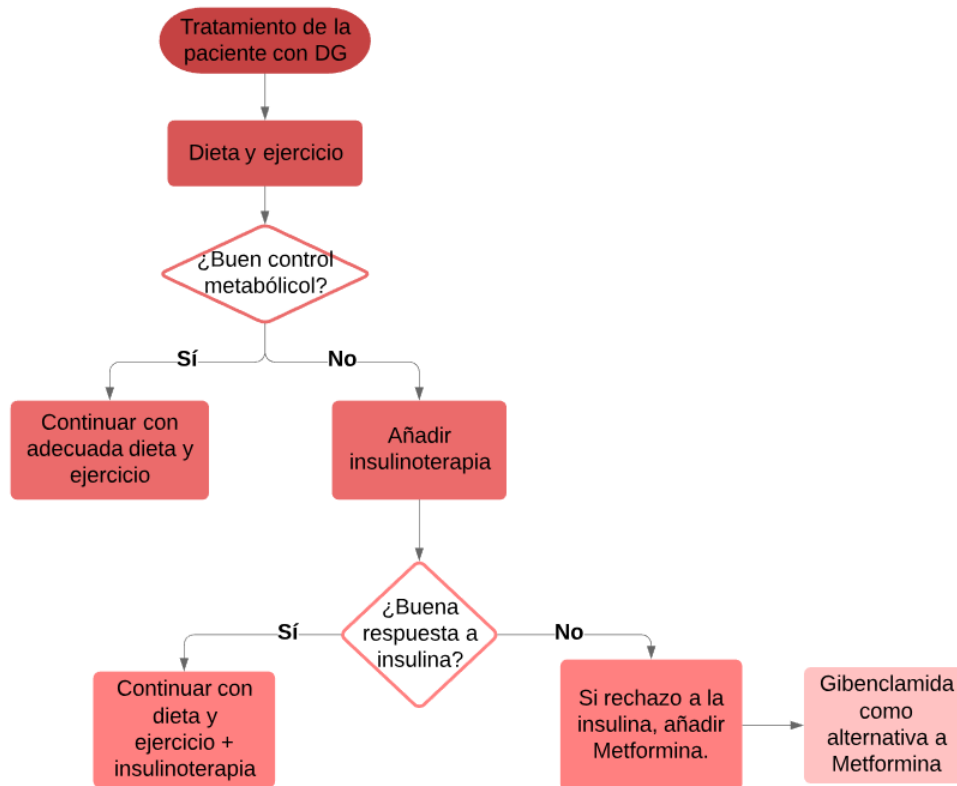 Tratamiento de la
paciente con DG
Dieta y ejercicio
¿Buen control
metabólicol?
Sí
No
Continuar con
adecuada dieta y
ejercicio
Añadir
insulinoterapia
¿Buena
respuesta a
insulina?
Sí
No
Continuar con
dieta y
ejercicio +
insulinoterapia
Si rechazo a la
insulina, añadir
Metformina.
Gibenclamida
como
alternativa a
Metformina